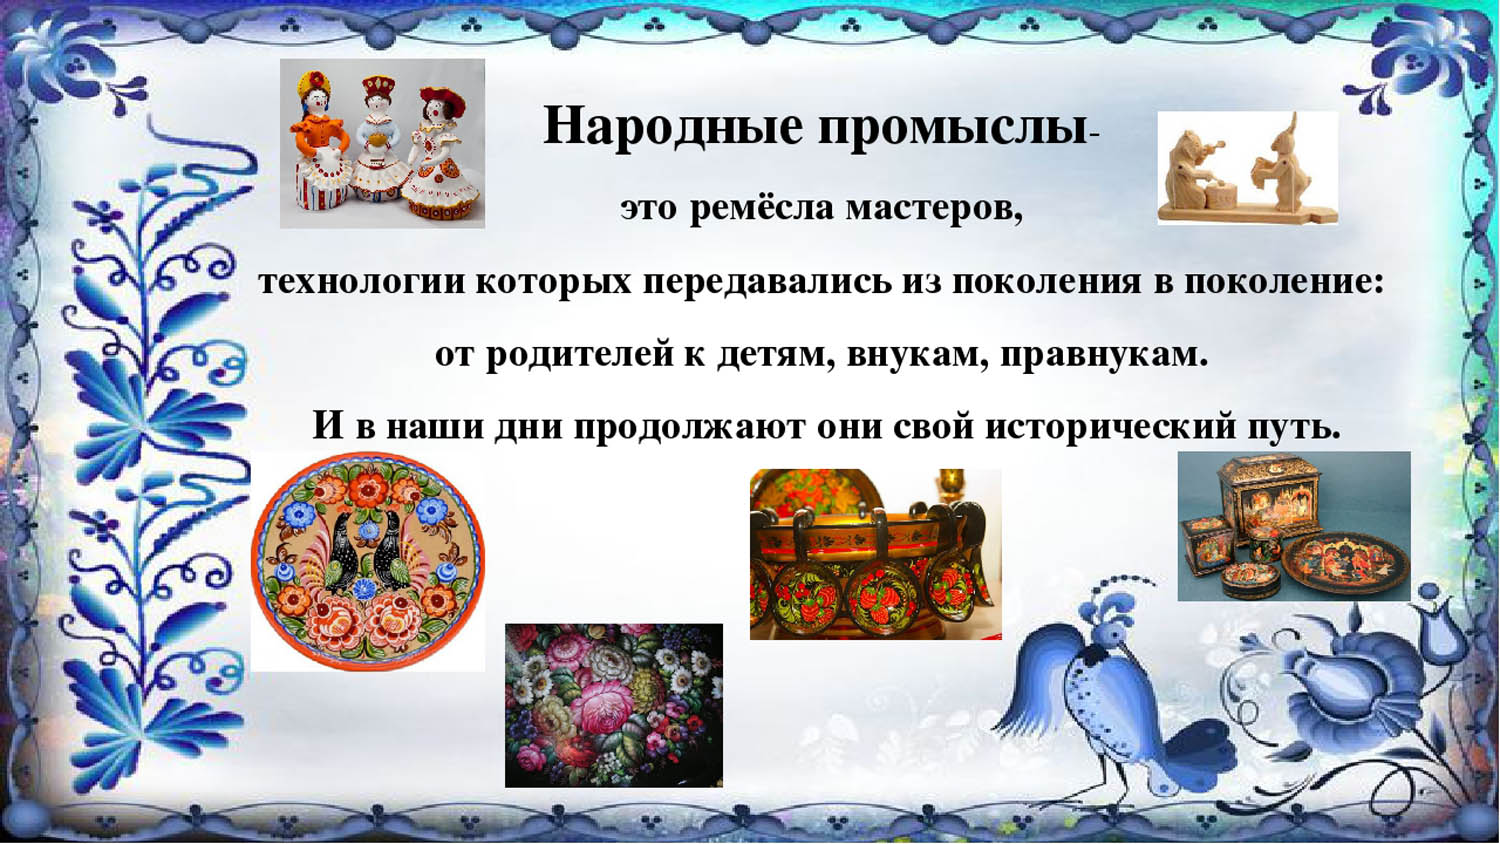 Народные промыслы-
это ремёсла мастеров,
технологии которых передавались из поколения в поколение:
от родителей к детям, внукам, правнукам.
И в наши дни продолжают они свой исторический путь.